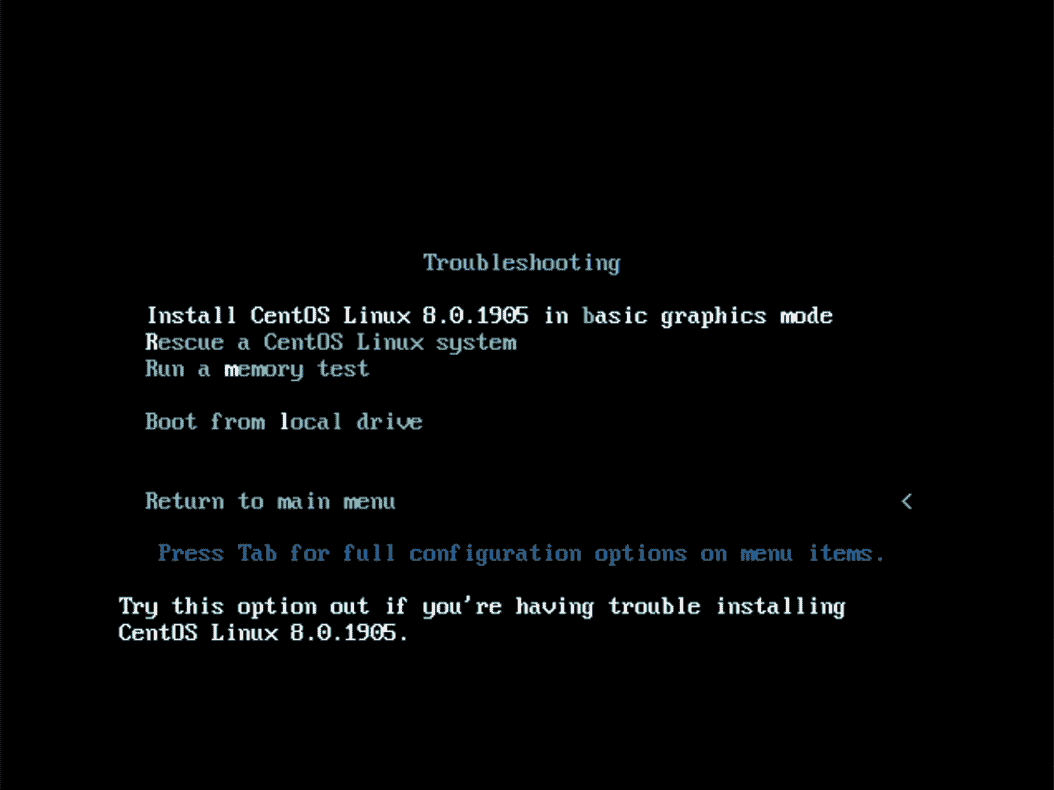 Troubleshooting
Install CentOS Linux 8.0.1905 in basic graphics mode
Rescue a CentOS Linux system
Run a memory test
Boot from local drive
Return to main menu <
Press Tab for full configuration options on menu items.
Try this option out if you're having trouble installing
CentOS Linux 8.0.1905.